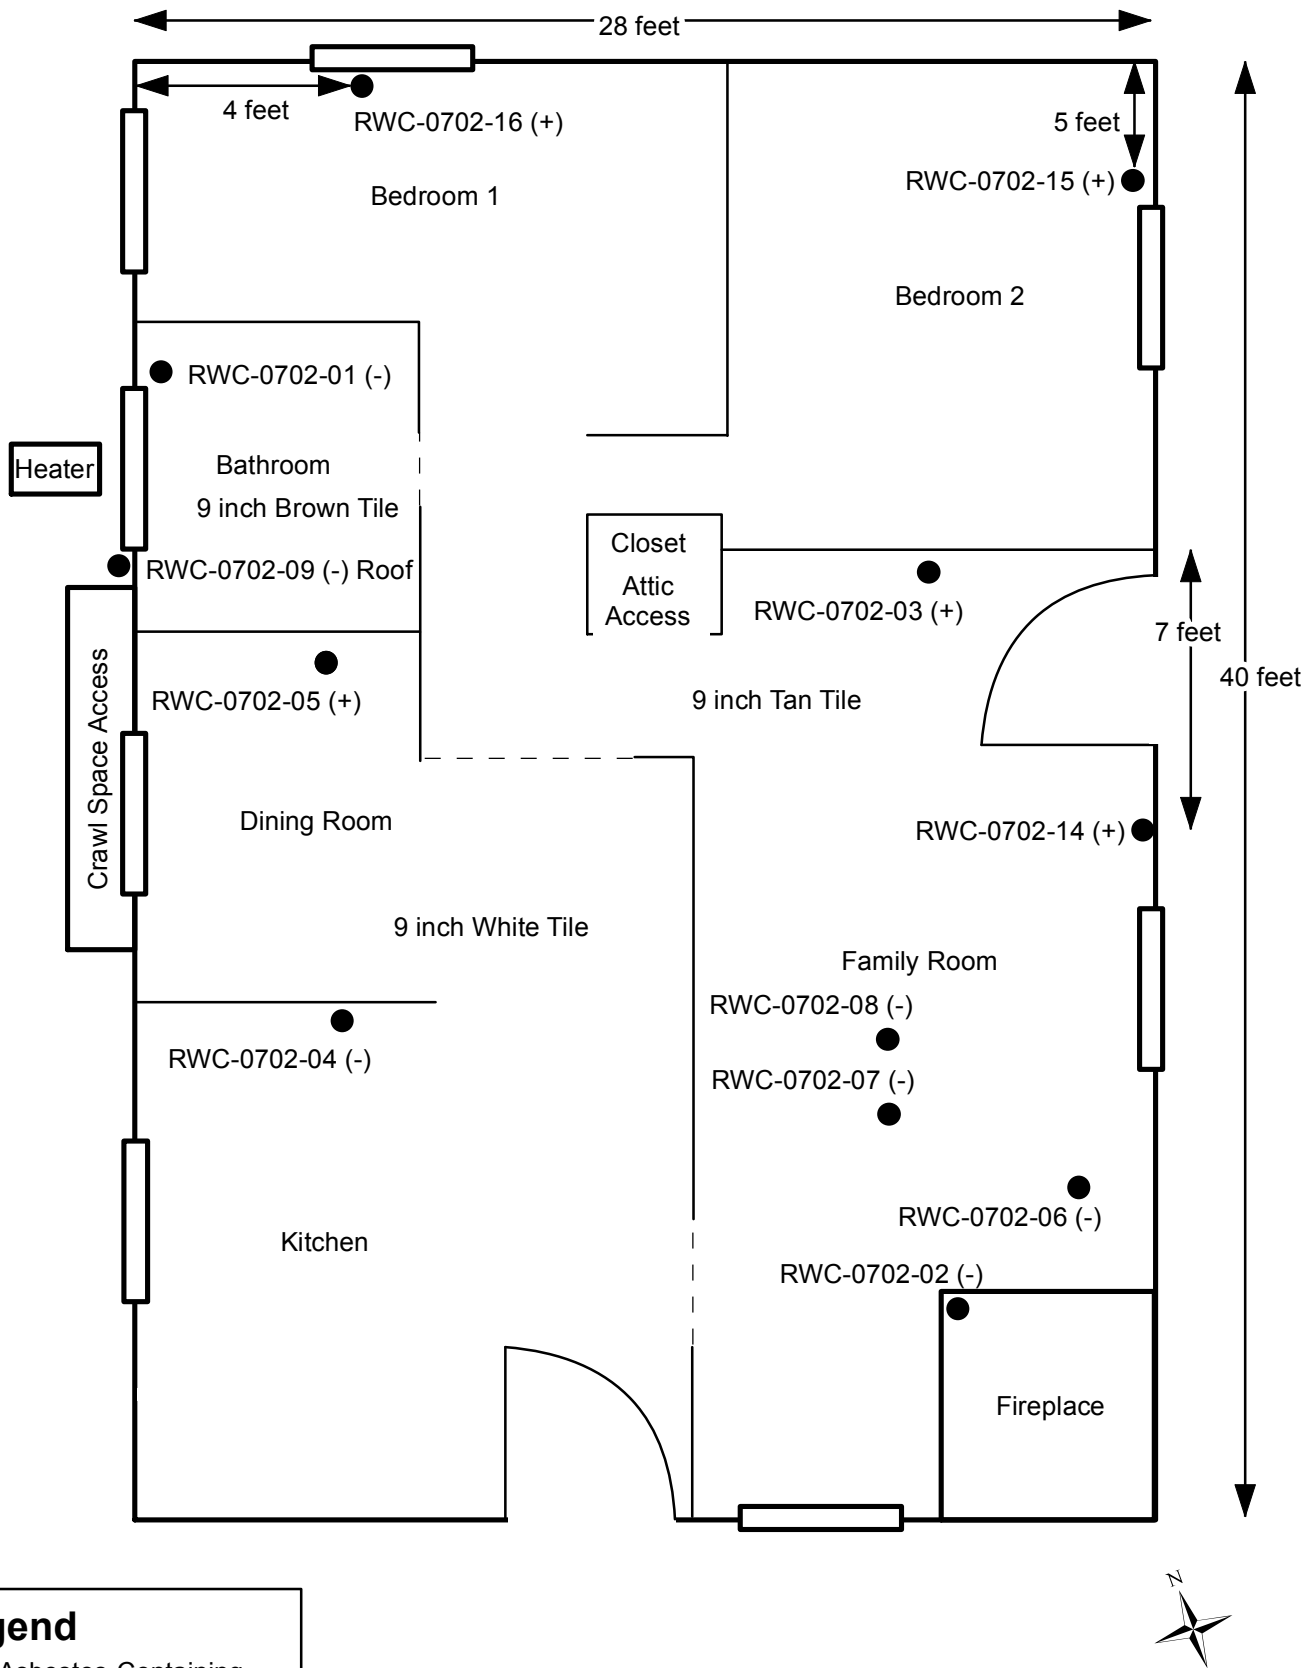 28 feet
4 feet
RWC-0702-16 (+)
5 feet
RWC-0702-15 (+)
Bedroom 1
Bedroom 2
RWC-0702-01 (-)
Heater
Bathroom
9 inch Brown Tile
Closet
Attic
Access
RWC-0702-09 (-) Roof
RWC-0702-03 (+)
7 feet
40 feet
Crawl Space Access
RWC-0702-05 (+)
9 inch Tan Tile
Dining Room
RWC-0702-14 (+)
9 inch White Tile
Family Room
RWC-0702-08 (-)
RWC-0702-04 (-)
RWC-0702-07 (-)
RWC-0702-06 (-)
Kitchen
RWC-0702-02 (-)
Fireplace
N
gend
Asbestos-Containing